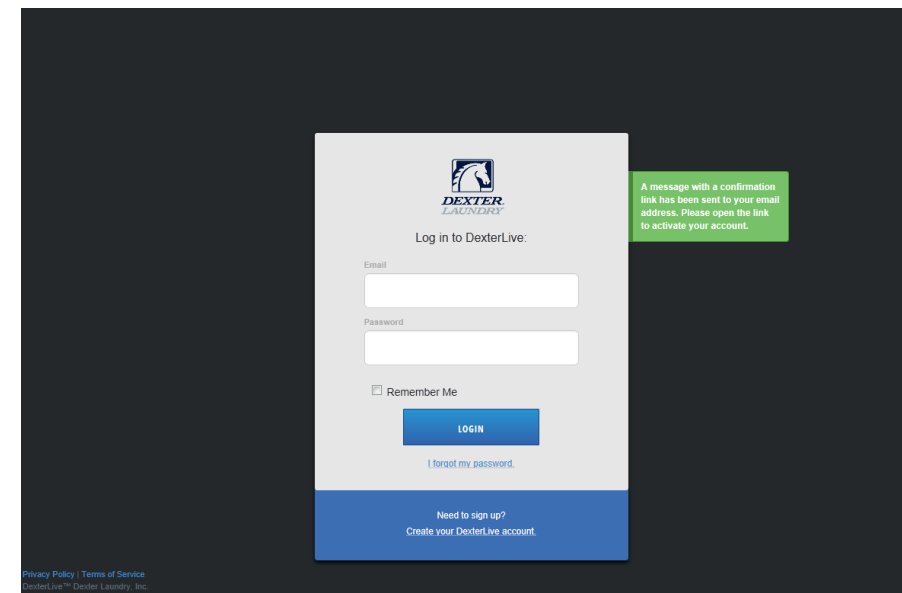 DEXTER
LAUNDRY
Log in to DexterLive:
Email
Password
Remember Me
LOGIN
I forgot my password.
Need to sign up?
Create your DexterLive account.
A message with a confirmation
link has been sent to your email
address. Please open the link
to activate your account.
Privacy Policy | Terms of Service
DexterLive™ Dexter Laundry, Inc.